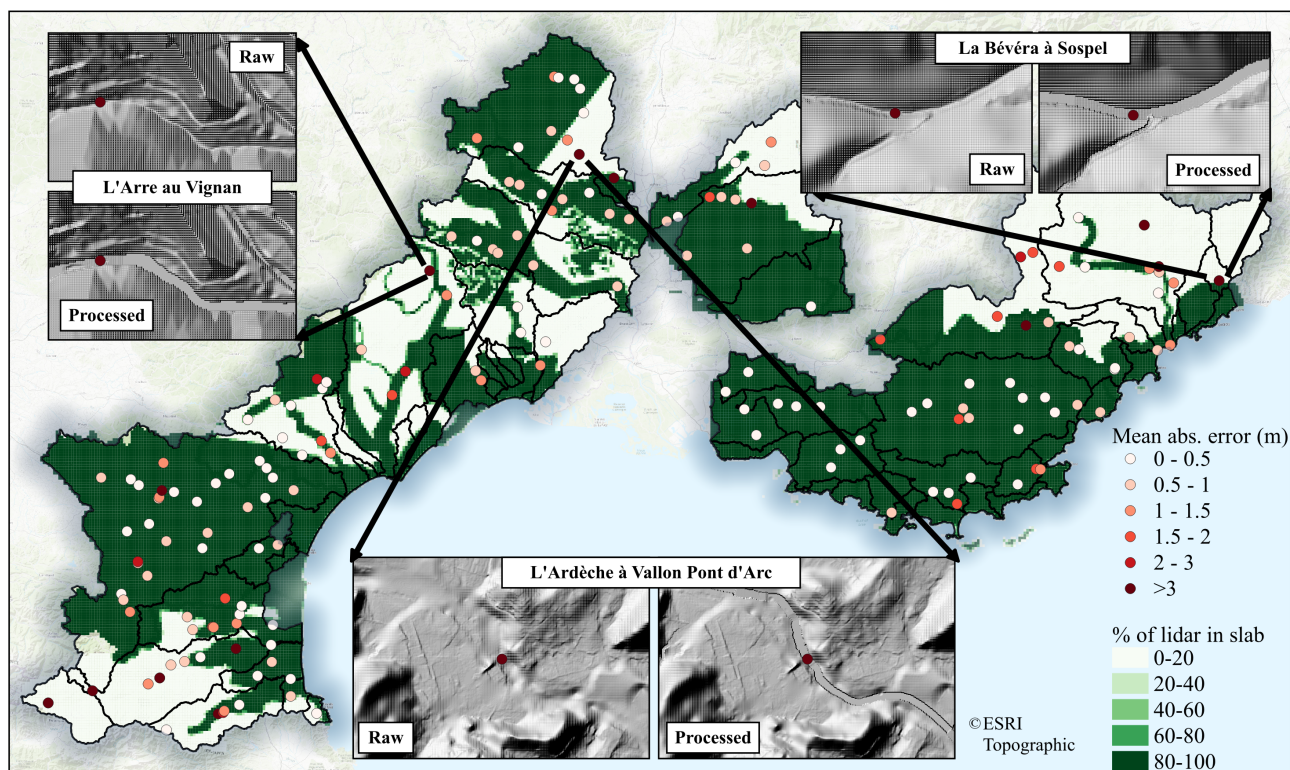 Raw
L'Arre au Vignan
Processed
La Bévéra à Sospel
Raw
Processed
L'Ardèche à Vallon Pont d'Arc
Raw
Processed
Mean abs. error (m)
0 - 0.5
0.5 - 1
1 - 1.5
1.5 - 2
2 - 3
>3
% of lidar in slab
0-20
20-40
40-60
60-80
80-100
©ESRI
Topographic